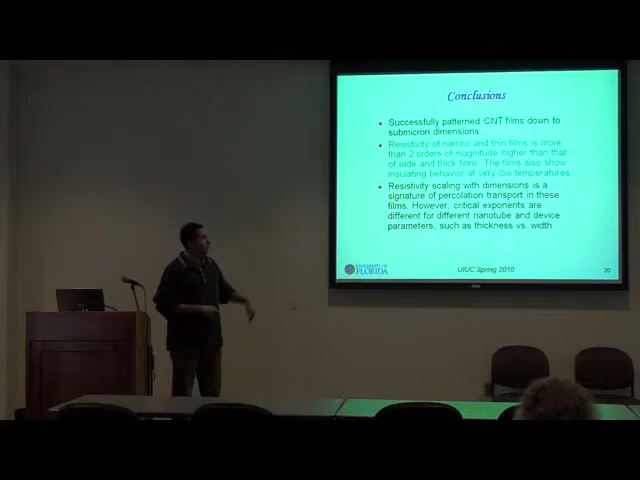 Conclusions
• Successfully patterned CNT films down to
submicron dimensions
• Resistivity of narrow and thin films is more
than 2 orders of magnitude higher than that
of wide and thick films. The films also show
insulating behavior at very low temperatures.
• Resistivity scaling with dimensions is a
signature of percolation transport in these
films. However, critical exponents are
different for different nanotube and device
parameters, such as thickness vs. width
UNIVERSITY OF
FLORIDA
UIUC Spring 2010
20